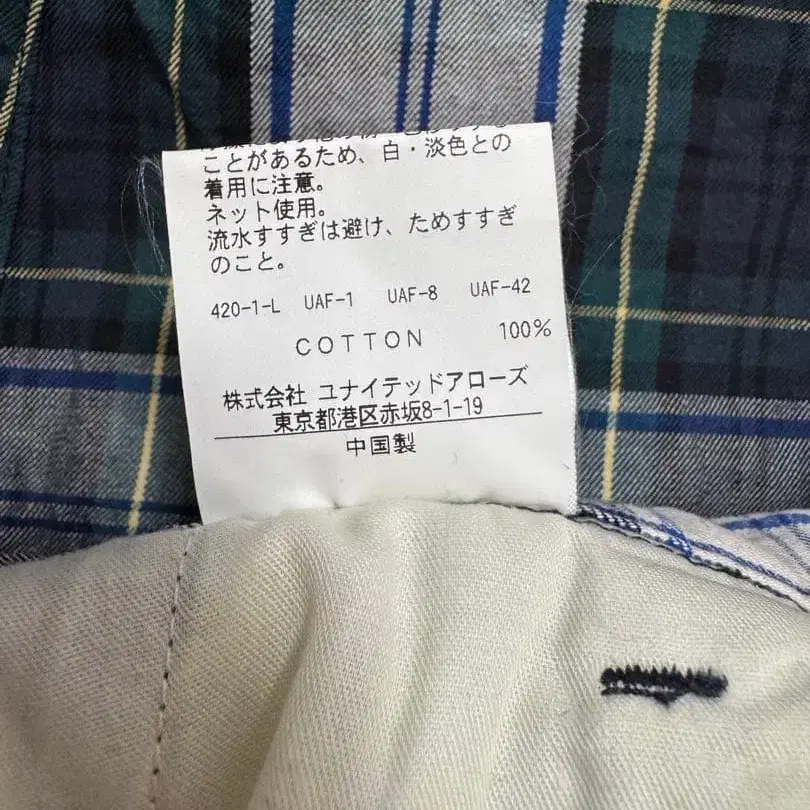 ことがあるため、白・淡色との
着用に注意。
ネット使用。
流水すすぎは避け、ためすすぎ
のこと。
420-1-L UAF-1 UAF-8 UAF-42
COTTON 100%
株式会社 ユナイテッドアローズ
東京都港区赤坂8-1-19
中国製